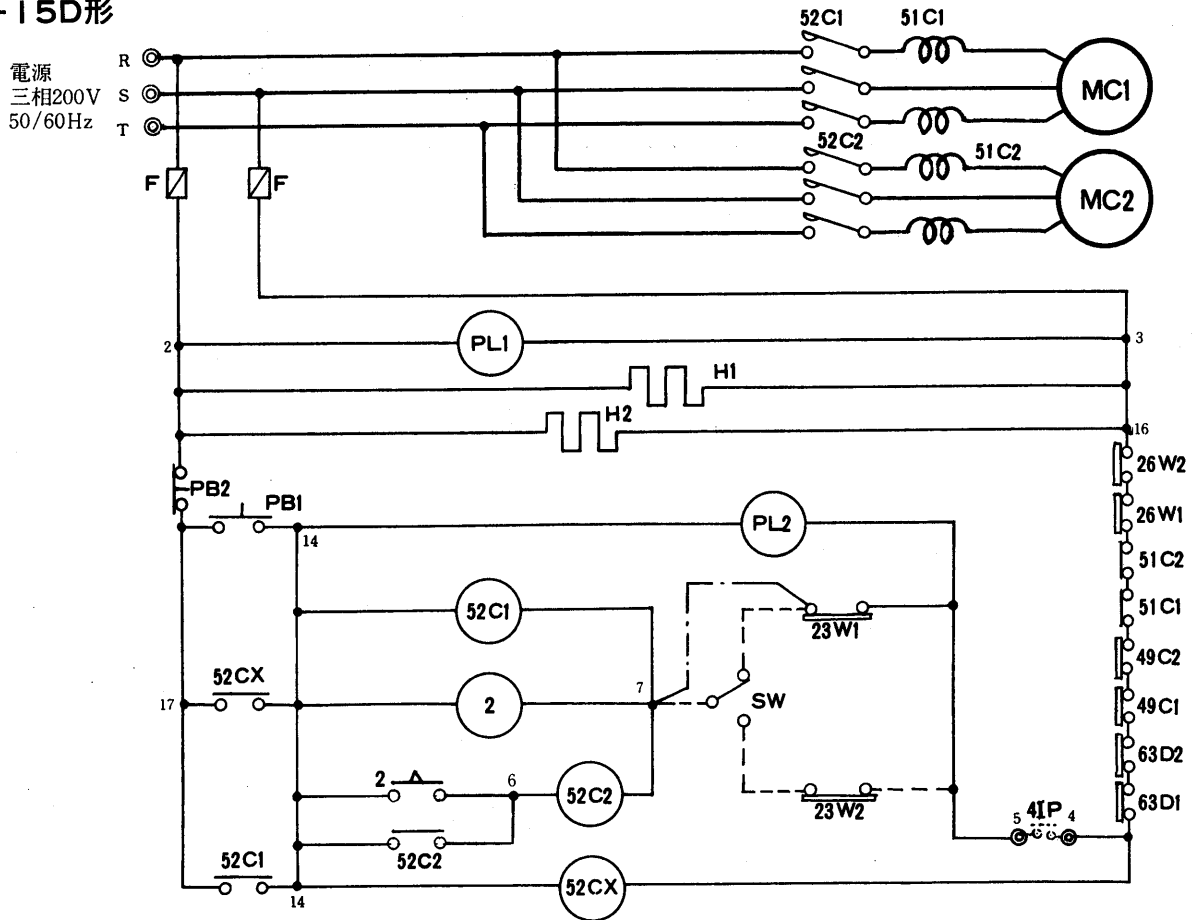 -15D形
電源
三相200V
50/60Hz
R
S
T
52C1
51C1
MC1
52C2
51C2
MC2
F
F
2
PL1
3
H1
H2
16
PB2
PB1
14
PL2
26W2
26W1
51C2
51C1
49C2
49C1
63D2
63D1
52C1
23W1
52CX
17
2
7
SW
2
6
52C2
23W2
52C2
5
4IP
4
52C1
14
52CX